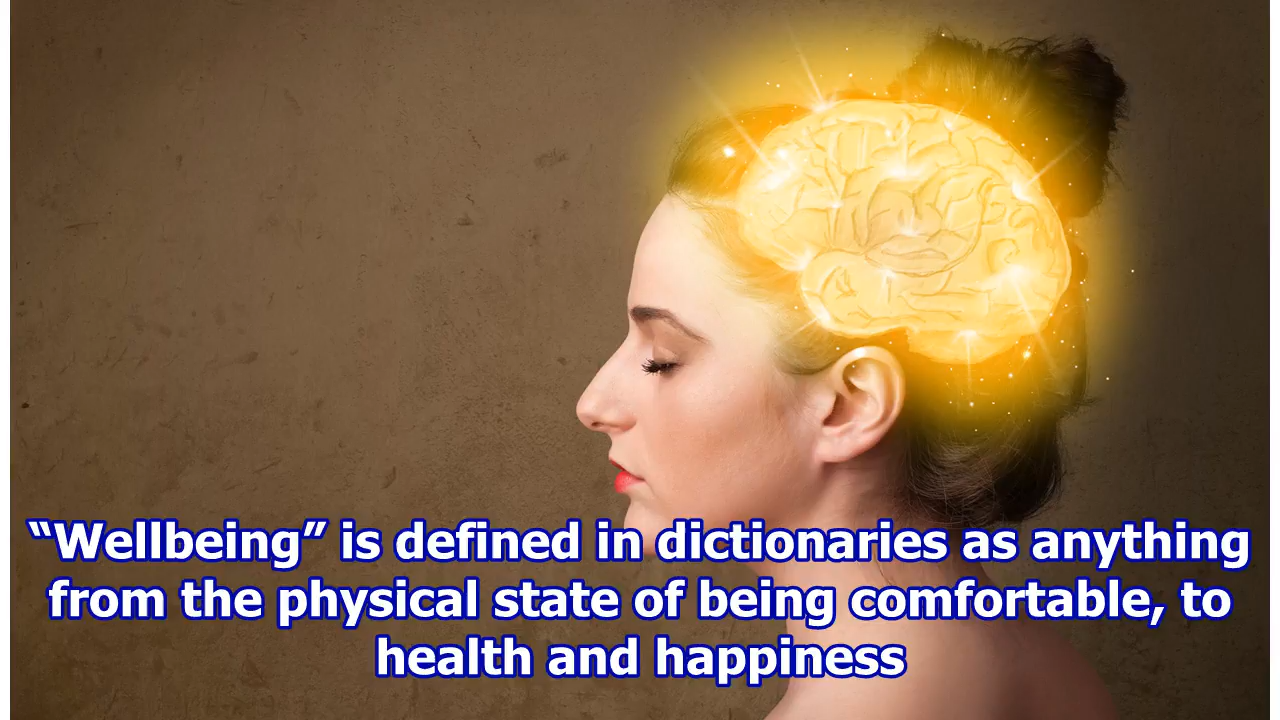 “Wellbeing” is defined in dictionaries as anything
from the physical state of being comfortable, to
health and happiness